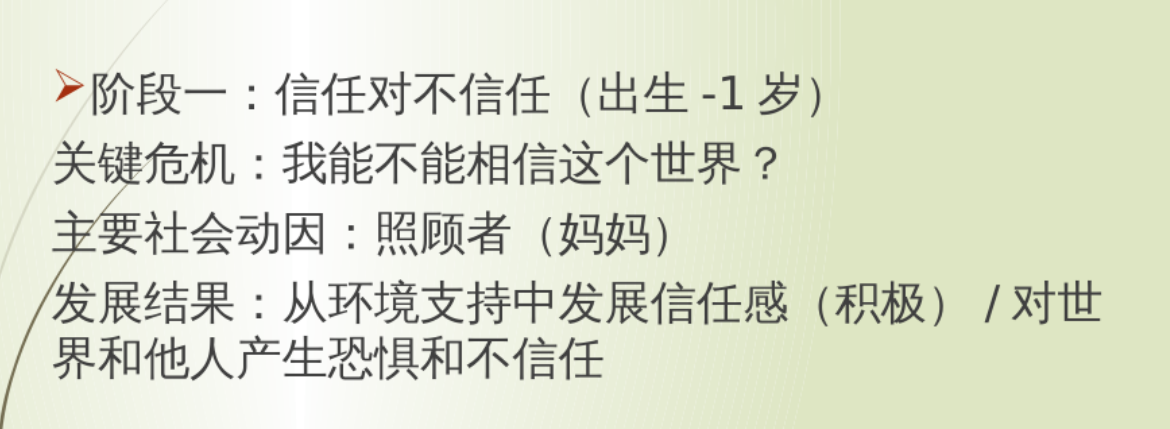 阶段一：信任对不信任（出生 -1 岁）
关键危机：我能不能相信这个世界？
主要社会动因：照顾者（妈妈）
发展结果：从环境支持中发展信任感（积极） / 对世
界和他人产生恐惧和不信任